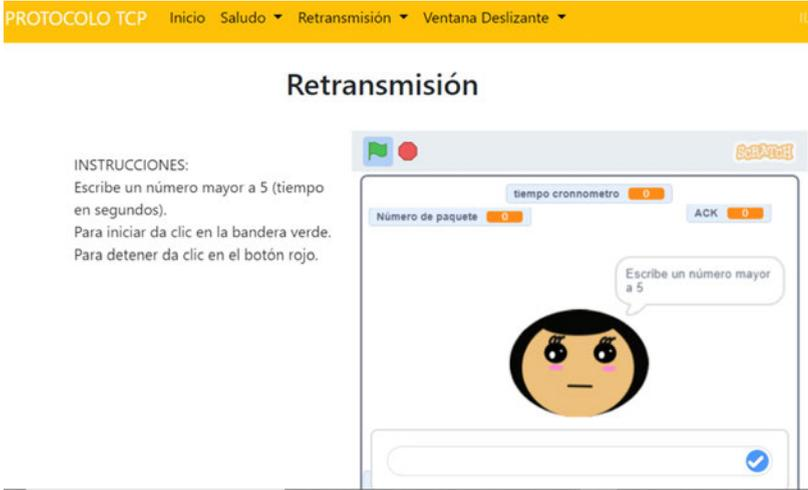 PROTOCOLO TCP Inicio Saludo Retransmisión Ventana Deslizante
Retransmisión
INSTRUCCIONES:
Escribe un número mayor a 5 (tiempo
en segundos).
Para iniciar da clic en la bandera verde.
Para detener da clic en el botón rojo.
SCRATCH
tiempo cronnometro 0
Número de paquete 0
ACK 0
Escribe un número mayor
a 5